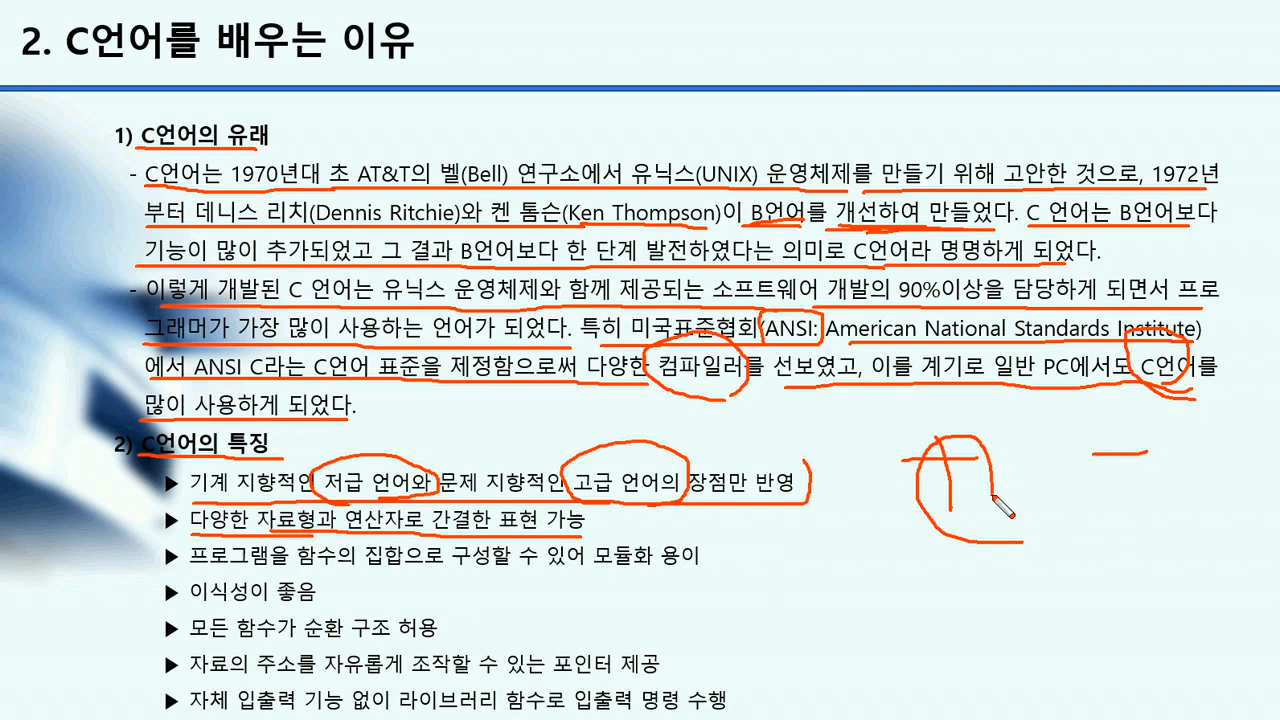 2. C언어를 배우는 이유
1) C언어의 유래
- C언어는 1970년대 초 AT&T의 벨(Bell) 연구소에서 유닉스(UNIX) 운영체제를 만들기 위해 고안한 것으로, 1972년
부터 데니스 리치(Dennis Ritchie)와 켄 톰슨(Ken Thompson)이 B언어를 개선하여 만들었다. C 언어는 B언어보다
기능이 많이 추가되었고 그 결과 B언어보다 한 단계 발전하였다는 의미로 C언어라 명명하게 되었다.
- 이렇게 개발된 C 언어는 유닉스 운영체제와 함께 제공되는 소프트웨어 개발의 90%이상을 담당하게 되면서 프로
그래머가 가장 많이 사용하는 언어가 되었다. 특히 미국표준협회(ANSI: American National Standards Institute)
에서 ANSI C라는 C언어 표준을 제정함으로써 다양한 컴파일러를 선보였고, 이를 계기로 일반 PC에서도 C언어를
많이 사용하게 되었다.
2) C언어의 특징
▶ 기계 지향적인 저급 언어와 문제 지향적인 고급 언어의 장점만 반영
▶ 다양한 자료형과 연산자로 간결한 표현 가능
▶ 프로그램을 함수의 집합으로 구성할 수 있어 모듈화 용이
▶ 이식성이 좋음
▶ 모든 함수가 순환 구조 허용
▶ 자료의 주소를 자유롭게 조작할 수 있는 포인터 제공
▶ 자체 입출력 기능 없이 라이브러리 함수로 입출력 명령 수행